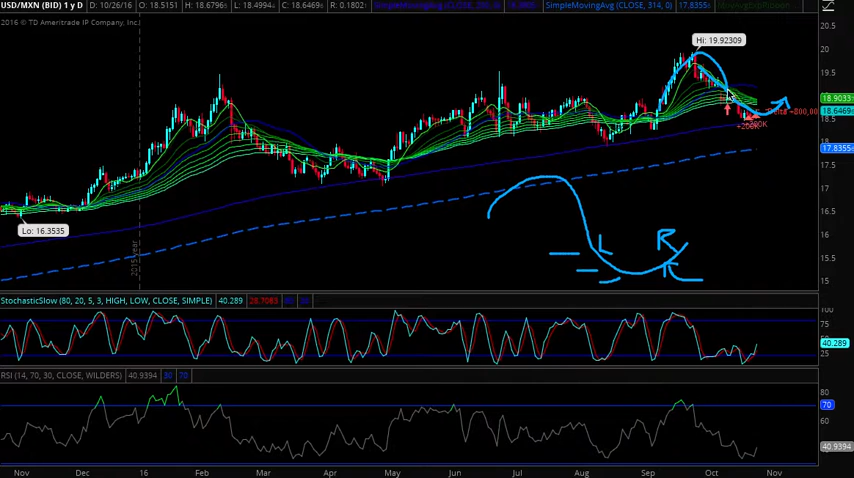 USD/MXN (BID) 1 y D D: 10/26/16 O: 18.5151 H: 18.6796 L: 18.4994 C: 18.6469 R: 0.1802 SimpleMovingAvg (CLOSE, 314, 0) 17.8355
2016 © TD Ameritrade IP Company, Inc.
Hi: 19.92309
20.5
20
19.5
18.9033
18.6469
18.5
17.8355
17.5
17
16.5
16
15.5
15
Lo: 16.3535
2015 year
+200K
L
R
StochasticSlow (80, 20, 5, 3, HIGH, LOW, CLOSE, SIMPLE) 40.289 28.7083
100
75
40.289
25
RSI (14, 70, 30, CLOSE, WILDERS) 40.9394 30 70
80
70
60
40.9394
Nov Dec 16 Feb Mar Apr May Jun Jul Aug Sep Oct Nov